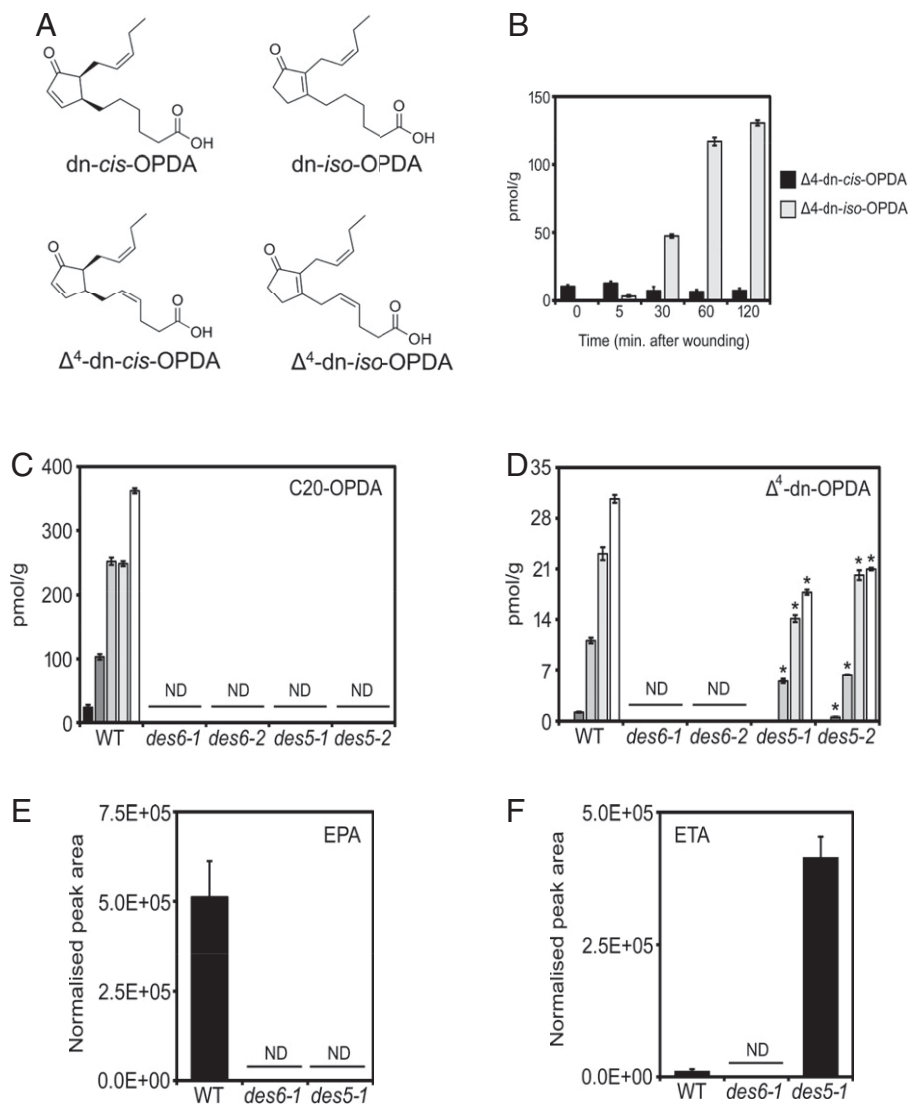 A
O
O
OH
dn-cis-OPDA
O
O
OH
dn-iso-OPDA
O
O
OH
Δ⁴-dn-cis-OPDA
O
O
OH
Δ⁴-dn-iso-OPDA
B
150
100
50
0
pmol/g
0 5 30 60 120
Time (min. after wounding)
Δ4-dn-cis-OPDA
Δ4-dn-iso-OPDA
C
400
300
200
100
0
pmol/g
C20-OPDA
ND ND ND ND
WT des6-1 des6-2 des5-1 des5-2
D
35
28
21
14
7
0
pmol/g
Δ⁴-dn-OPDA
ND ND
* * * * * * *
WT des6-1 des6-2 des5-1 des5-2
E
7.5E+05
5.0E+05
2.5E+05
0.0E+00
Normalised peak area
EPA
ND ND
WT des6-1 des5-1
F
5.0E+05
2.5E+05
0.0E+00
Normalised peak area
ETA
ND
WT des6-1 des5-1